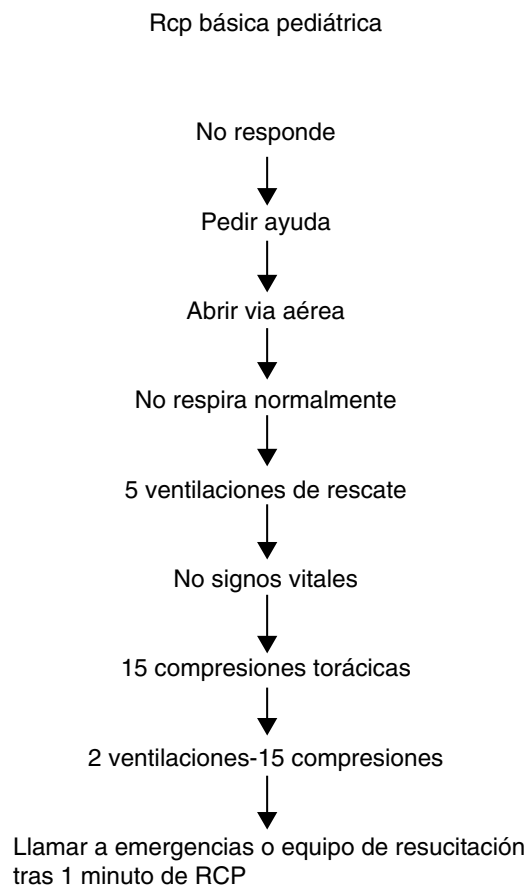 Rcp básica pediátrica
No responde
Pedir ayuda
Abrir via aérea
No respira normalmente
5 ventilaciones de rescate
No signos vitales
15 compresiones torácicas
2 ventilaciones-15 compresiones
Llamar a emergencias o equipo de resucitación
tras 1 minuto de RCP